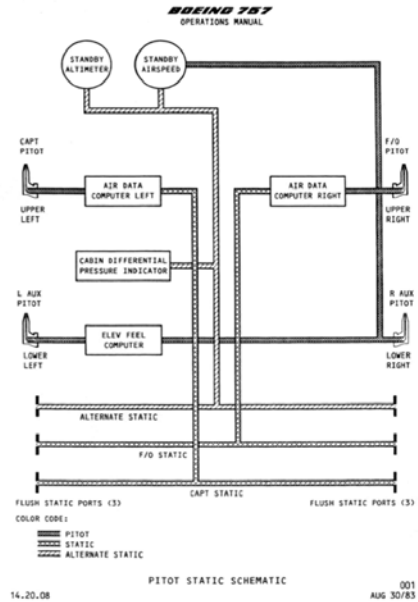 BOEING 757
OPERATIONS MANUAL
STANDBY
ALTIMETER
STANDBY
AIRSPEED
CAPT
PITOT
F/O
PITOT
AIR DATA
COMPUTER LEFT
AIR DATA
COMPUTER RIGHT
UPPER
LEFT
UPPER
RIGHT
CABIN DIFFERENTIAL
PRESSURE INDICATOR
L AUX
PITOT
R AUX
PITOT
ELEV FEEL
COMPUTER
LOWER
LEFT
LOWER
RIGHT
ALTERNATE STATIC
F/O STATIC
CAPT STATIC
FLUSH STATIC PORTS (3)
FLUSH STATIC PORTS (3)
COLOR CODE:
PITOT
STATIC
ALTERNATE STATIC
PITOT STATIC SCHEMATIC
14.20.08
001
AUG 30/83